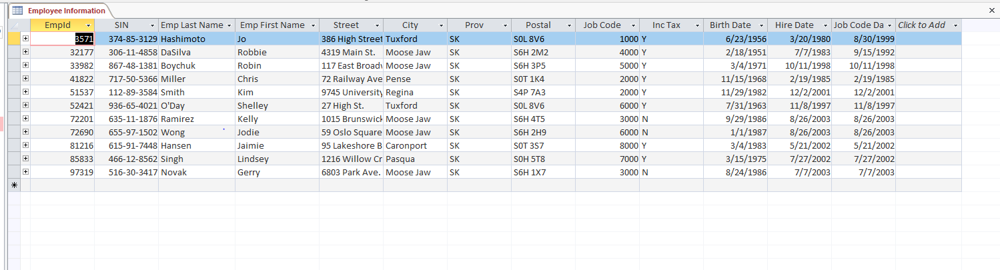 Employee Information
EmpId SIN Emp Last Name Emp First Name Street City Prov Postal Job Code Inc Tax Birth Date Hire Date Job Code Da Click to Add
3571 374-85-3129 Hashimoto Jo 386 High Street Tuxford SK S0L 8V6 1000 Y 6/23/1956 3/20/1980 8/30/1999
32177 306-11-4858 DaSilva Robbie 4319 Main St. Moose Jaw SK S6H 2M2 4000 Y 2/18/1951 7/7/1983 9/15/1992
33982 867-48-1381 Boychuk Robin 117 East Broadw Moose Jaw SK S6H 3P5 5000 Y 3/4/1971 10/11/1998 10/11/1998
41822 717-50-5366 Miller Chris 72 Railway Ave Pense SK S0T 1K4 2000 Y 11/15/1968 2/19/1985 2/19/1985
51537 112-89-3584 Smith Kim 9745 University Regina SK S4P 7A3 2000 Y 11/29/1982 12/2/2001 12/2/2001
52421 936-65-4021 O'Day Shelley 27 High St. Tuxford SK S0L 8V6 6000 Y 7/31/1963 11/8/1997 11/8/1997
72201 635-11-1876 Ramirez Kelly 1015 Brunswick Moose Jaw SK S6H 4T5 3000 N 9/29/1986 8/26/2003 8/26/2003
72690 655-97-1502 Wong Jodie 59 Oslo Square Moose Jaw SK S6H 2H9 6000 N 1/1/1987 8/26/2003 8/26/2003
81216 615-91-7448 Hansen Jaimie 95 Lakeshore B Caronport SK S0T 3S7 8000 Y 3/4/1983 5/21/2002 5/21/2002
85833 466-12-8562 Singh Lindsey 1216 Willow Cr Pasqua SK S0H 5T8 7000 Y 3/15/1975 7/27/2002 7/27/2002
97319 516-30-3417 Novak Gerry 6803 Park Ave. Moose Jaw SK S6H 1X7 3000 N 8/24/1986 7/7/2003 7/7/2003